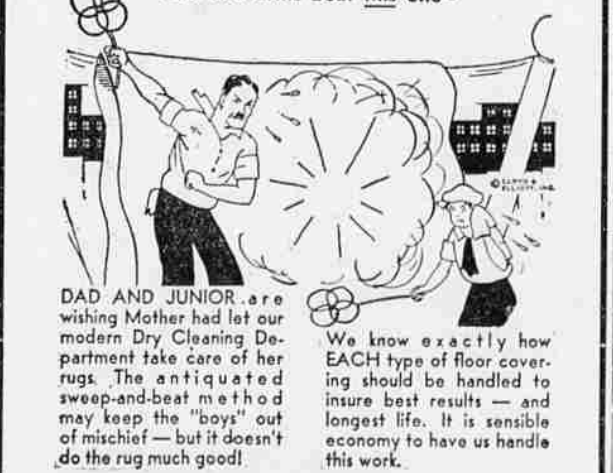 DAD AND JUNIOR are
wishing Mother had let our
modern Dry Cleaning De-
partment take care of her
rugs. The antiquated
sweep-and-beat method
may keep the "boys" out
of mischief — but it doesn't
do the rug much good!
We know exactly how
EACH type of floor cover-
ing should be handled to
insure best results — and
longest life. It is sensible
economy to have us handle
this work.